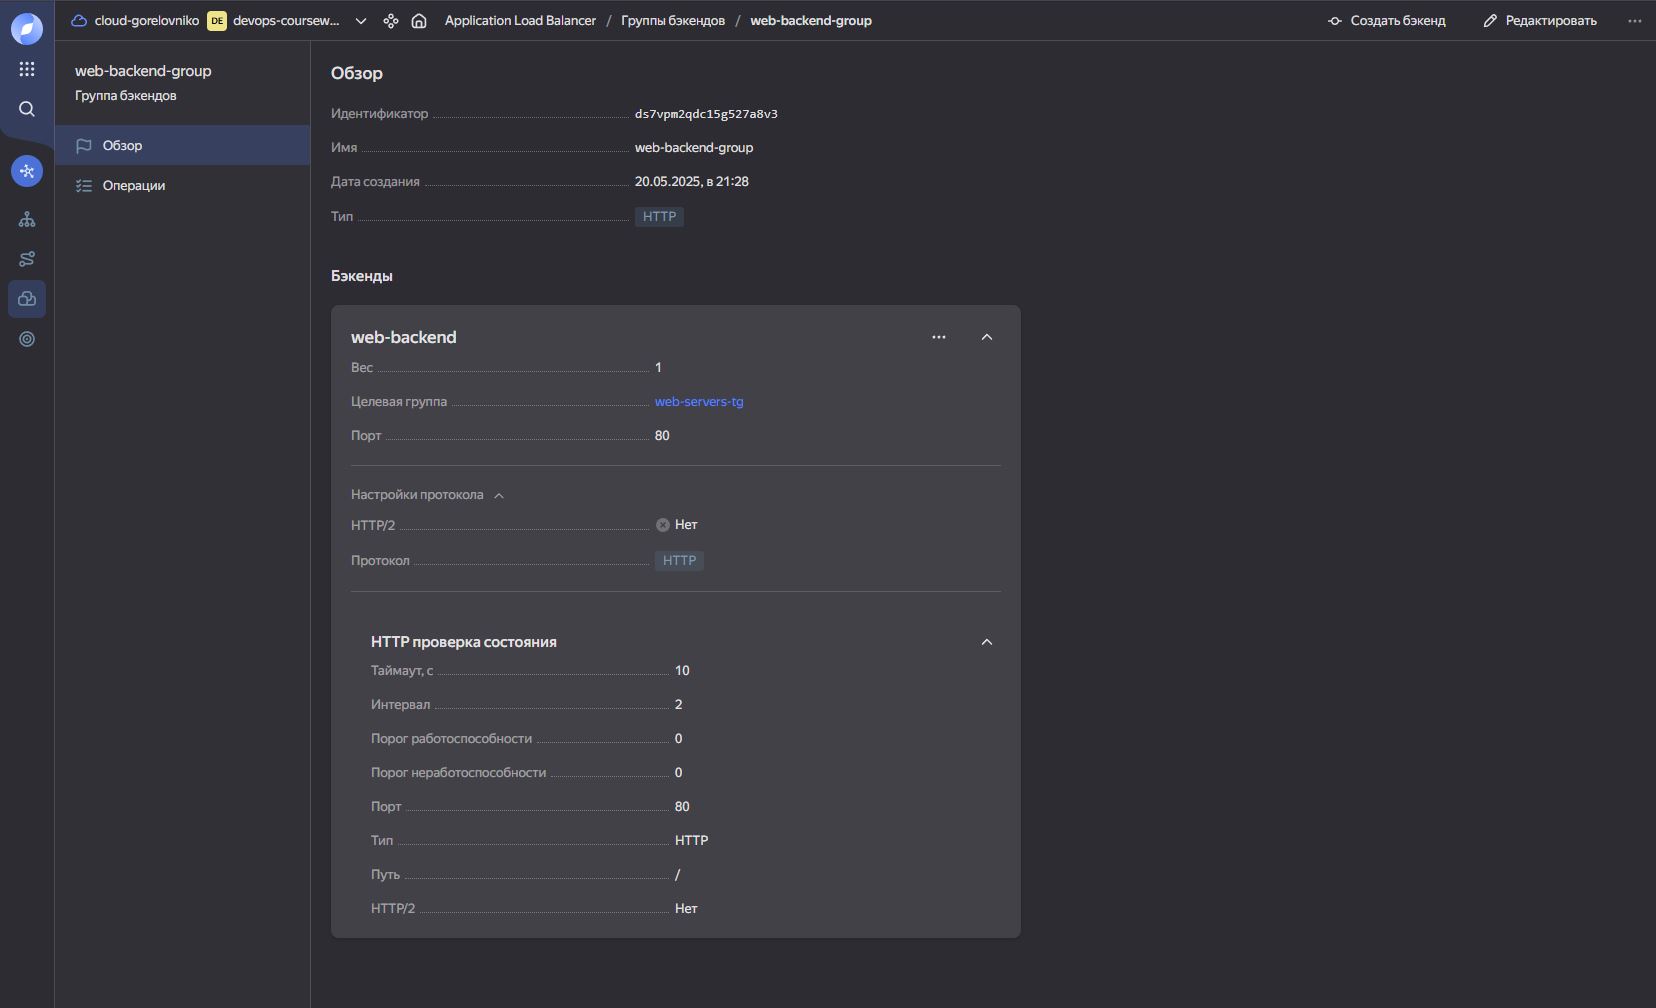 cloud-gorelovniko DE devops-coursew... Application Load Balancer / Группы бэкендов / web-backend-group Создать бэкенд Редактировать
web-backend-group
Группа бэкендов
Обзор
Операции
Обзор
Идентификатор ds7vpm2qdc15g527a8v3
Имя web-backend-group
Дата создания 20.05.2025, в 21:28
Тип HTTP
Бэкенды
web-backend
Вес 1
Целевая группа web-servers-tg
Порт 80
Настройки протокола
HTTP/2 Нет
Протокол HTTP
HTTP проверка состояния
Таймаут, с 10
Интервал 2
Порог работоспособности 0
Порог неработоспособности 0
Порт 80
Тип HTTP
Путь /
HTTP/2 Нет